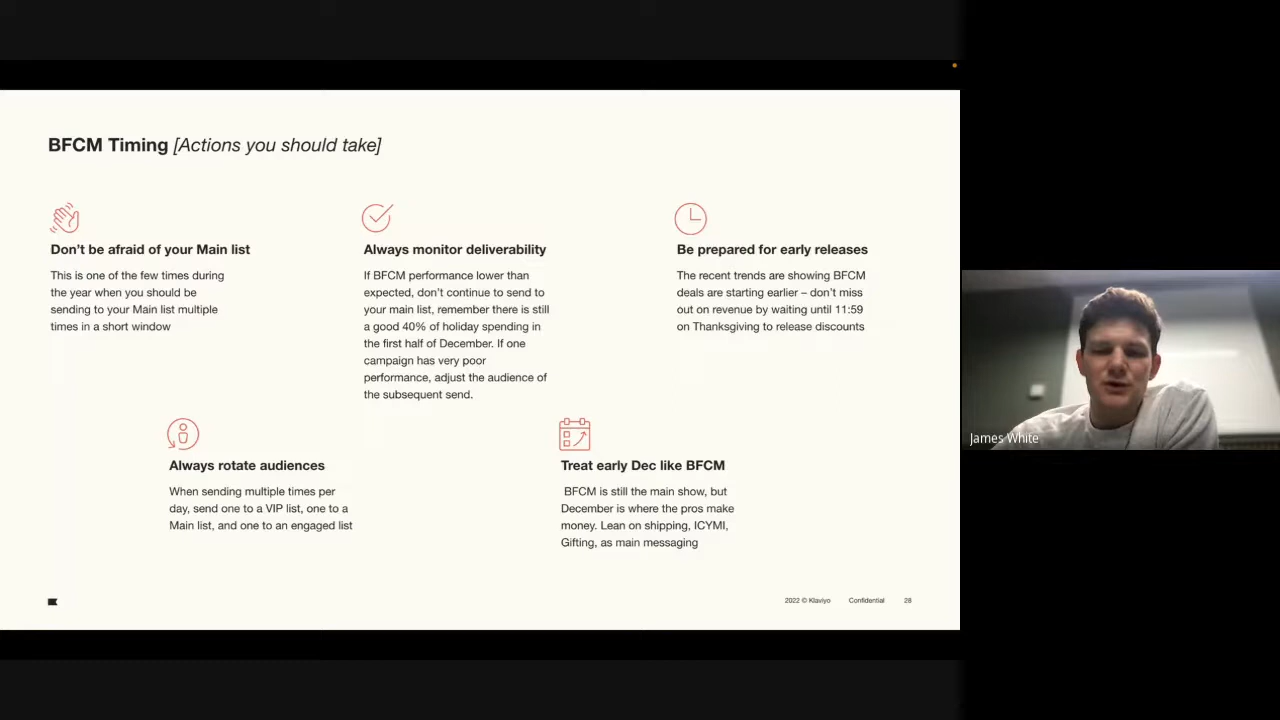 BFCM Timing [Actions you should take]
Don't be afraid of your Main list
This is one of the few times during
the year when you should be
sending to your Main list multiple
times in a short window
Always monitor deliverability
If BFCM performance lower than
expected, don't continue to send to
your main list, remember there is still
a good 40% of holiday spending in
the first half of December. If one
campaign has very poor
performance, adjust the audience of
the subsequent send.
Be prepared for early releases
The recent trends are showing BFCM
deals are starting earlier – don't miss
out on revenue by waiting until 11:59
on Thanksgiving to release discounts
Always rotate audiences
When sending multiple times per
day, send one to a VIP list, one to a
Main list, and one to an engaged list
Treat early Dec like BFCM
BFCM is still the main show, but
December is where the pros make
money. Lean on shipping, ICYMI,
Gifting, as main messaging
2022 © Klaviyo Confidential 28
James White